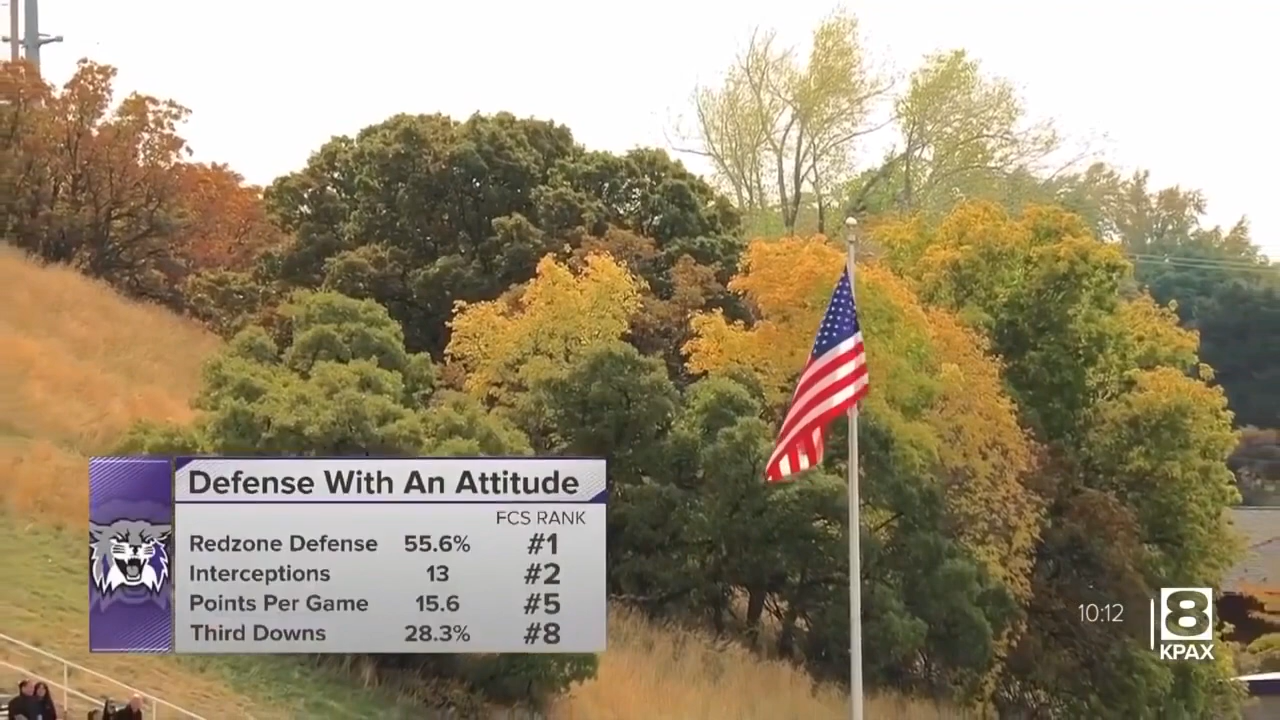 Defense With An Attitude
FCS RANK
Redzone Defense 55.6% #1
Interceptions 13 #2
Points Per Game 15.6 #5
Third Downs 28.3% #8
10:12
8
KPAX